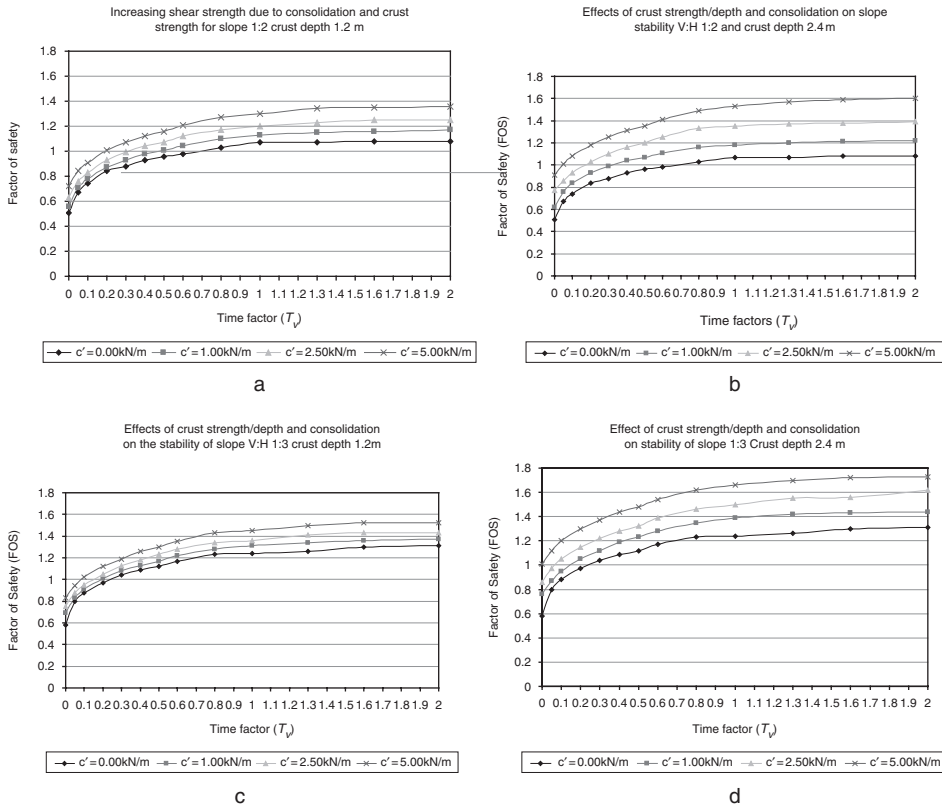 Increasing shear strength due to consolidation and crust
strength for slope 1:2 crust depth 1.2 m
1.8
1.6
1.4
1.2
1
0.8
0.6
0.4
0.2
0
Factor of safety
0 0.1 0.2 0.3 0.4 0.5 0.6 0.7 0.8 0.9 1 1.1 1.2 1.3 1.4 1.5 1.6 1.7 1.8 1.9 2
Time factor (Tv)
c′ = 0.00kN/m c′ = 1.00kN/m c′ = 2.50kN/m c′ = 5.00kN/m
a
Effects of crust strength/depth and consolidation on slope
stability V:H 1:2 and crust depth 2.4 m
1.8
1.6
1.4
1.2
1
0.8
0.6
0.4
0.2
0
Factor of Safety (FOS)
0 0.1 0.2 0.3 0.4 0.5 0.6 0.7 0.8 0.9 1 1.1 1.2 1.3 1.4 1.5 1.6 1.7 1.8 1.9 2
Time factors (Tv)
c′ = 0.00kN/m c′ = 1.00kN/m c′ = 2.50kN/m c′ = 5.00kN/m
b
Effects of crust strength/depth and consolidation
on the stability of slope V:H 1:3 crust depth 1.2m
1.8
1.6
1.4
1.2
1
0.8
0.6
0.4
0.2
0
Factor of Safety (FOS)
0 0.1 0.2 0.3 0.4 0.5 0.6 0.7 0.8 0.9 1 1.1 1.2 1.3 1.4 1.5 1.6 1.7 1.8 1.9 2
Time factor (Tv)
c′ = 0.00kN/m c′ = 1.00kN/m c′ = 2.50kN/m c′ = 5.00kN/m
c
Effect of crust strength/depth and consolidation
on stability of slope 1:3 Crust depth 2.4 m
1.8
1.6
1.4
1.2
1
0.8
0.6
0.4
0.2
0
Factor of Safety (FOS)
0 0.1 0.2 0.3 0.4 0.5 0.6 0.7 0.8 0.9 1 1.1 1.2 1.3 1.4 1.5 1.6 1.7 1.8 1.9 2
Time factor (Tv)
c′ = 0.00kN/m c′ = 1.00kN/m c′ = 2.50kN/m c′ = 5.00kN/m
d